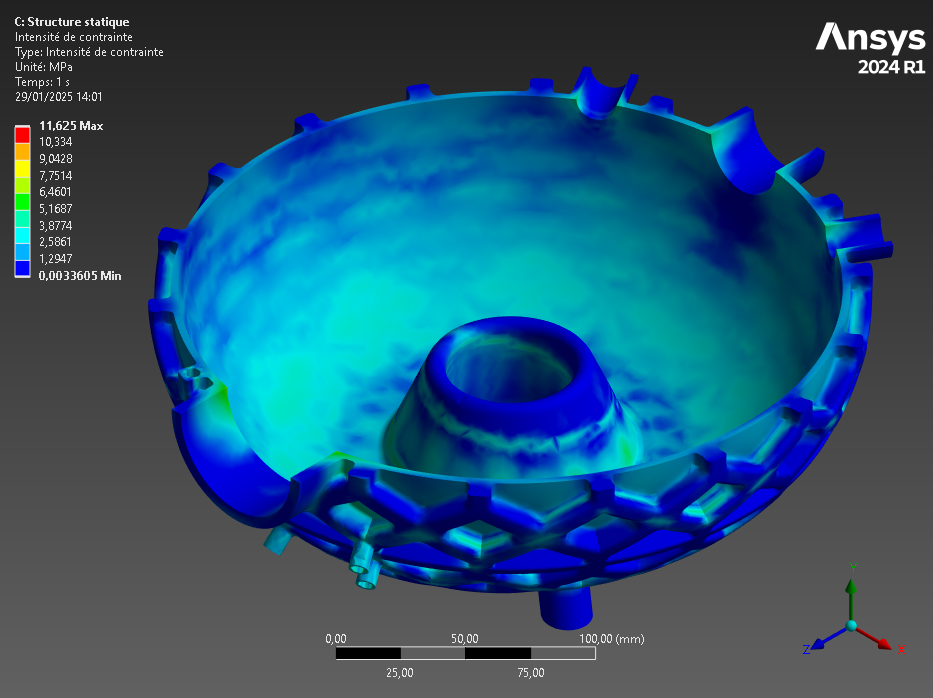 C: Structure statique
Intensité de contrainte
Type: Intensité de contrainte
Unité: MPa
Temps: 1 s
29/01/2025 14:01
11,625 Max
10,334
9,0428
7,7514
6,4601
5,1687
3,8774
2,5861
1,2947
0,0033605 Min
Ansys
2024 R1
0,00 50,00 100,00 (mm)
25,00 75,00
Y
Z
X